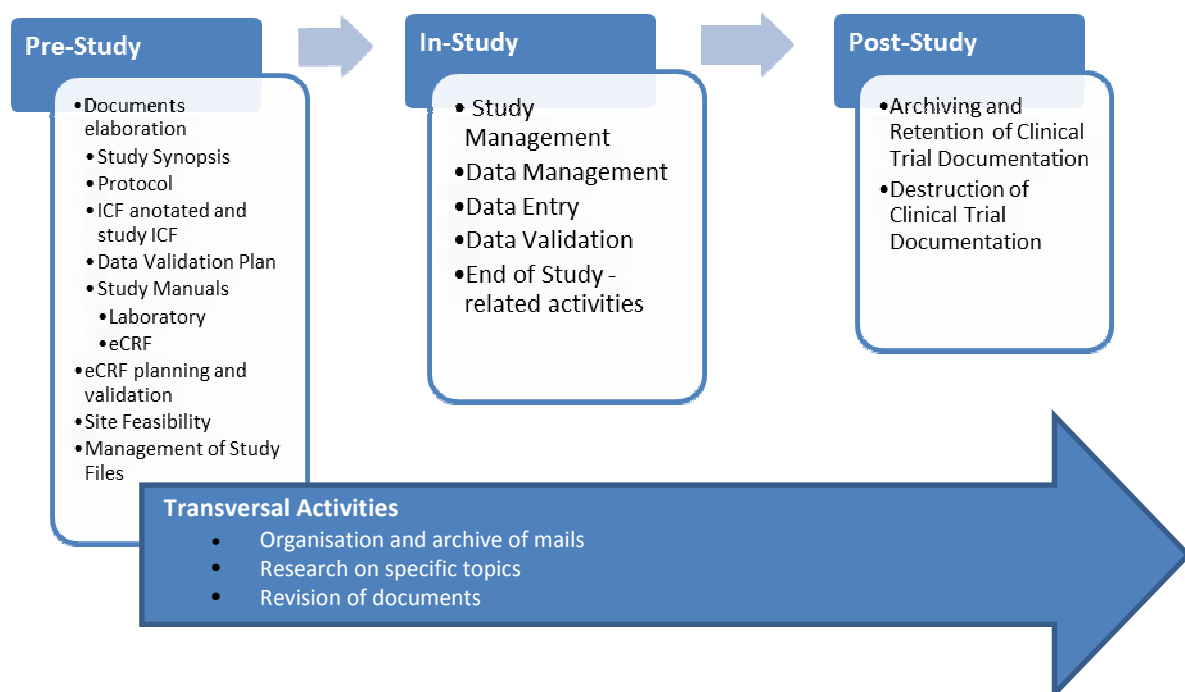 Pre-Study
•Documents
elaboration
•Study Synopsis
•Protocol
•ICF anotated and
study ICF
•Data Validation Plan
•Study Manuals
•Laboratory
•eCRF
•eCRF planning and
validation
•Site Feasibility
•Management of Study
Files
In-Study
• Study
Management
•Data Management
•Data Entry
•Data Validation
•End of Study -
related activities
Post-Study
•Archiving and
Retention of Clinical
Trial Documentation
•Destruction of
Clinical Trial
Documentation
Transversal Activities
• Organisation and archive of mails
• Research on specific topics
• Revision of documents